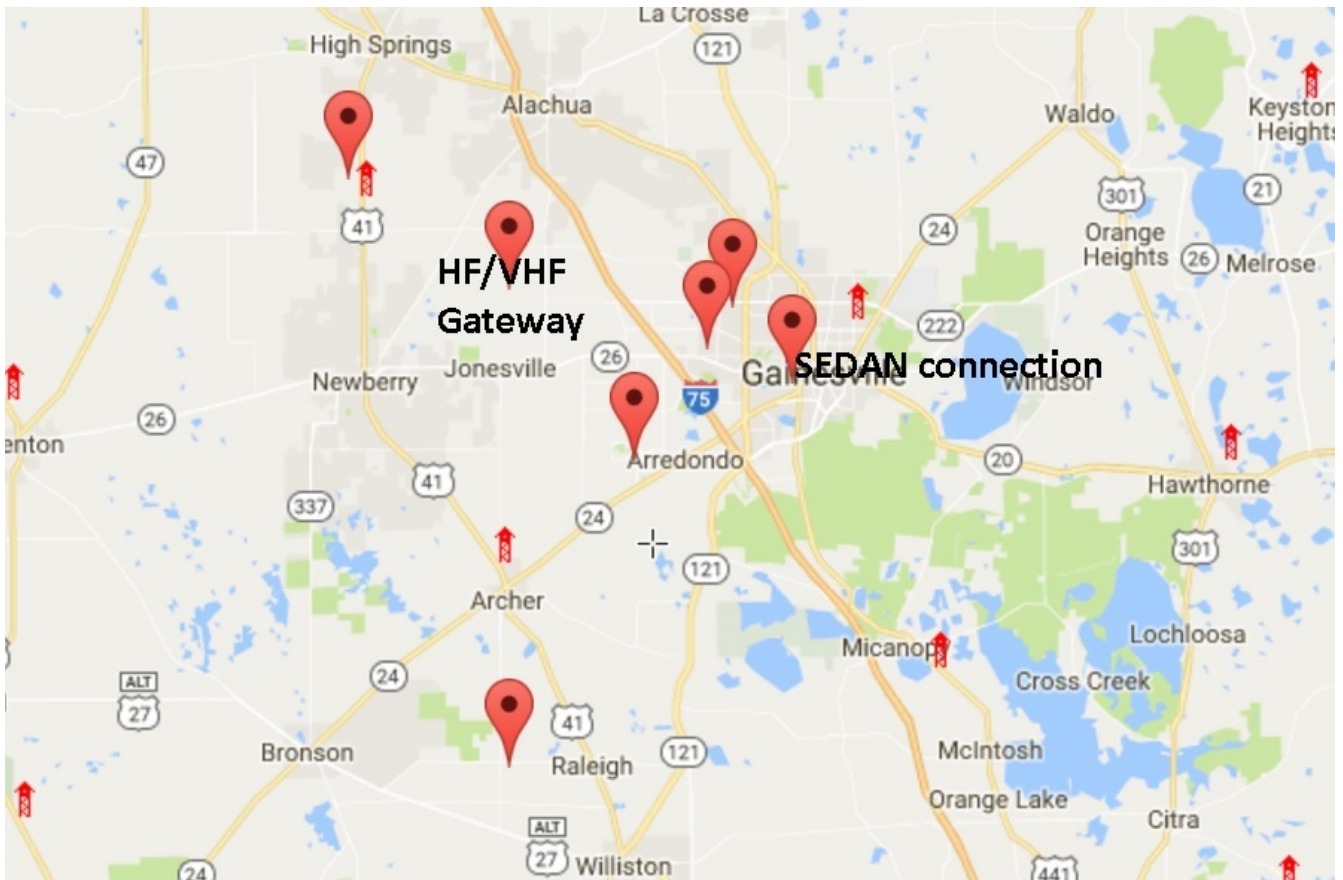 La Crosse
High Springs
121
Alachua
Keyston
Heights
Waldo
47
301
21
41
24
Orange
Heights
26
Melrose
HF/VHF
Gateway
222
26
Jonesville
Gainesville
SEDAN connection
Windsor
Newberry
75
26
enton
Arredondo
20
41
Hawthorne
337
24
301
121
Archer
Lochloosa
Micanopy
24
Cross Creek
ALT
27
41
Bronson
121
McIntosh
Raleigh
Orange Lake
Citra
ALT
27
Williston
24
441